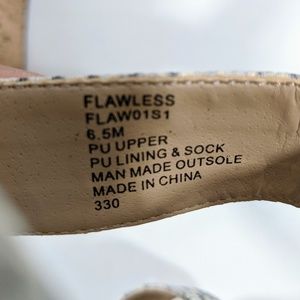 FLAWLESS
FLAW01S1
6.5M
PU UPPER
PU LINING & SOCK
MAN MADE OUTSOLE
MADE IN CHINA
330